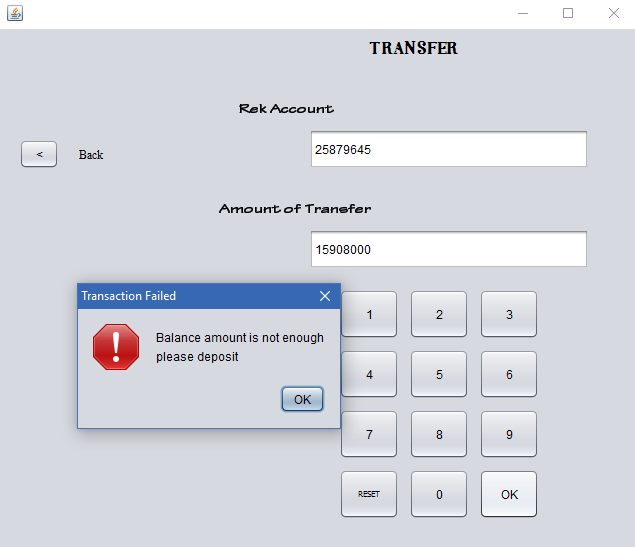 TRANSFER
Rek Account
25879645
< Back
Amount of Transfer
15908000
Transaction Failed
Balance amount is not enough
please deposit
OK
1 2 3
4 5 6
7 8 9
RESET 0 OK